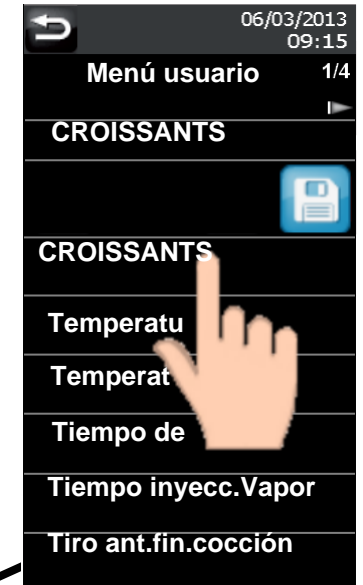 06/03/2013
09:15
Menú usuario 1/4
CROISSANTS
CROISSANTS
Temperatu
Temperat
Tiempo de
Tiempo inyecc.Vapor
Tiro ant.fin.cocción